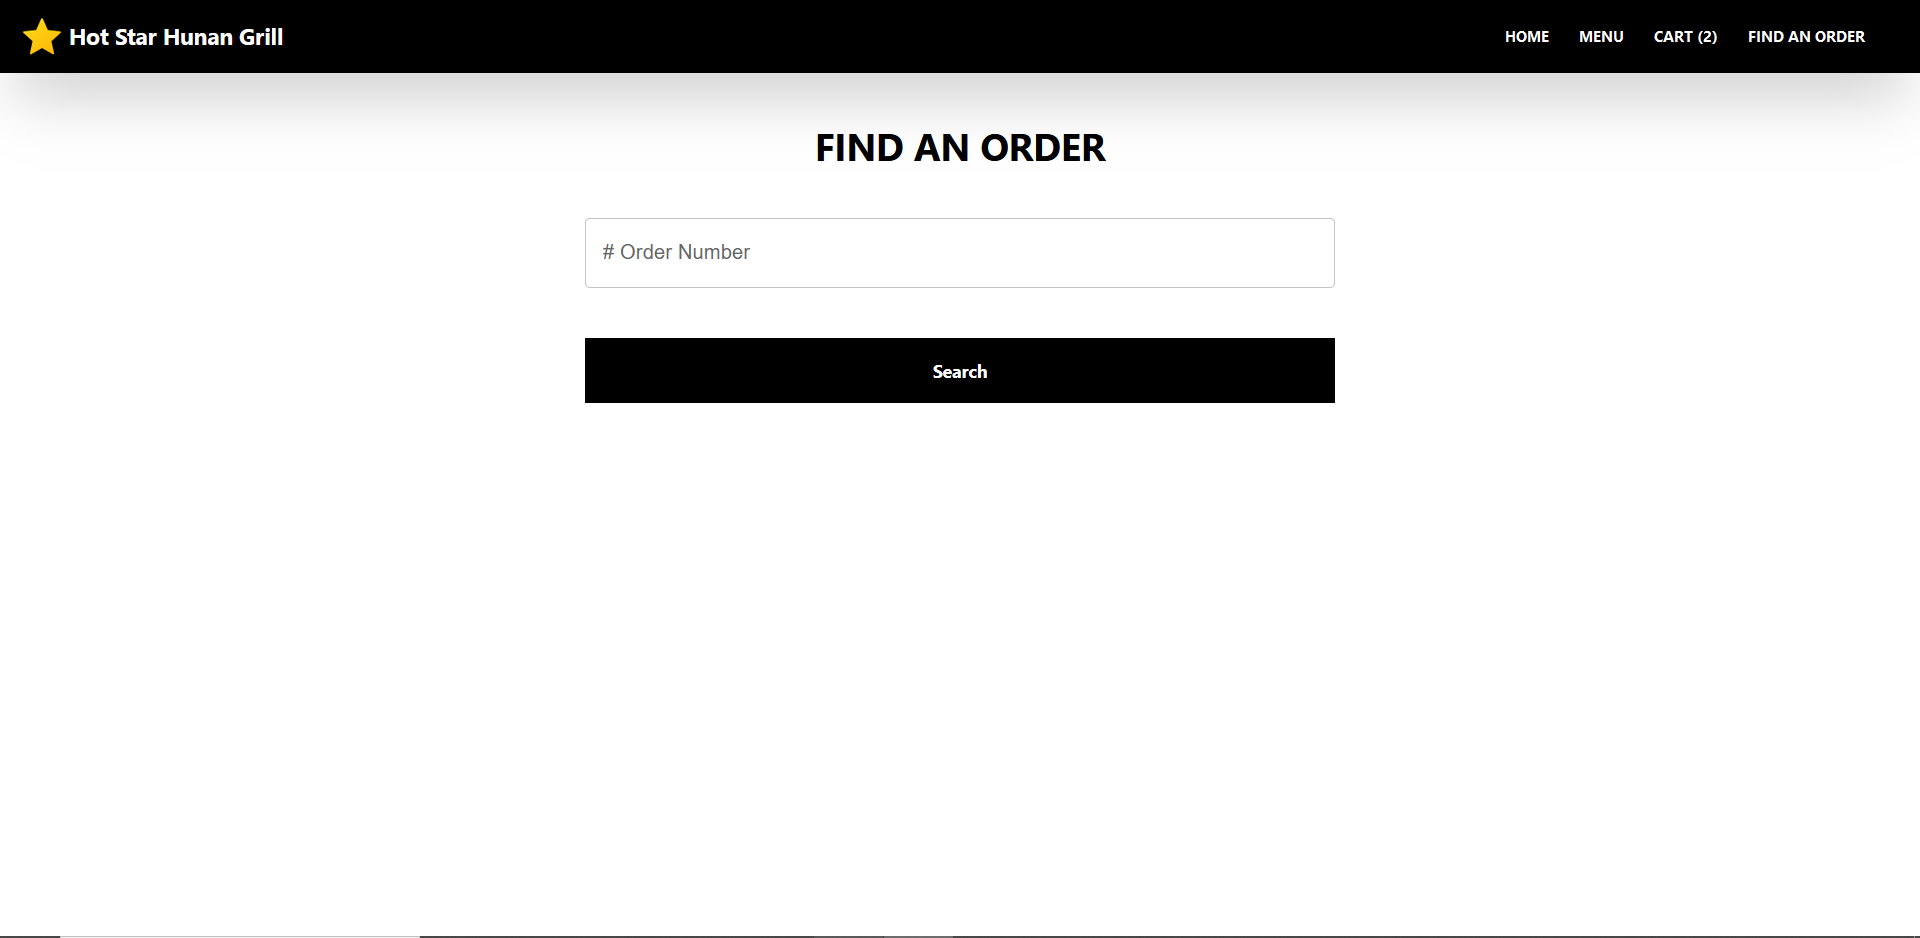 Hot Star Hunan Grill
HOME MENU CART (2) FIND AN ORDER
FIND AN ORDER
# Order Number
Search